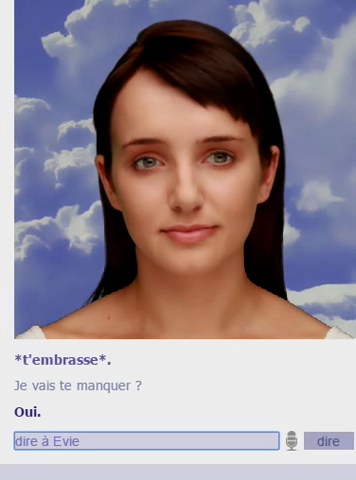 *t'embrasse*.
Je vais te manquer ?
Oui.
dire à Evie
dire